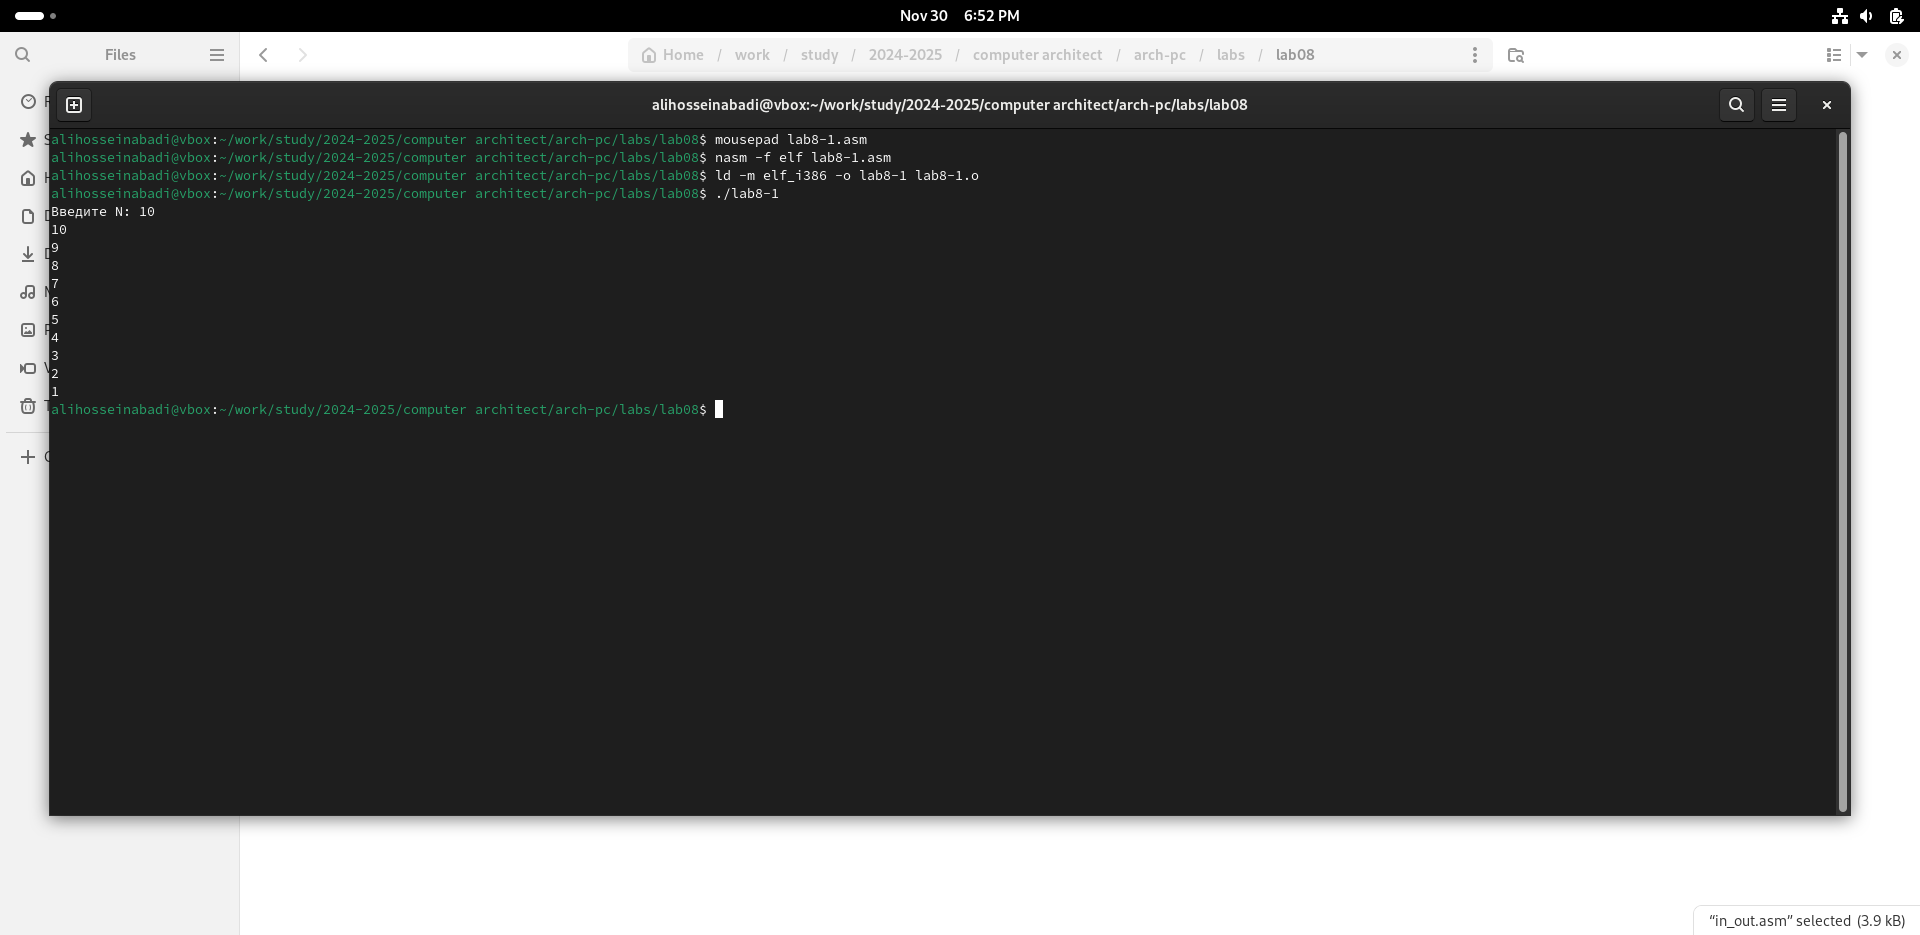 Nov 30 6:52 PM
Files
Home / work / study / 2024-2025 / computer architect / arch-pc / labs / lab08
alihosseinabadi@vbox:~/work/study/2024-2025/computer architect/arch-pc/labs/lab08
alihosseinabadi@vbox:~/work/study/2024-2025/computer architect/arch-pc/labs/lab08$ mousepad lab8-1.asm
alihosseinabadi@vbox:~/work/study/2024-2025/computer architect/arch-pc/labs/lab08$ nasm -f elf lab8-1.asm
alihosseinabadi@vbox:~/work/study/2024-2025/computer architect/arch-pc/labs/lab08$ ld -m elf_i386 -o lab8-1 lab8-1.o
alihosseinabadi@vbox:~/work/study/2024-2025/computer architect/arch-pc/labs/lab08$ ./lab8-1
Введите N: 10
10
9
8
7
6
5
4
3
2
1
alihosseinabadi@vbox:~/work/study/2024-2025/computer architect/arch-pc/labs/lab08$
“in_out.asm” selected (3.9 kB)